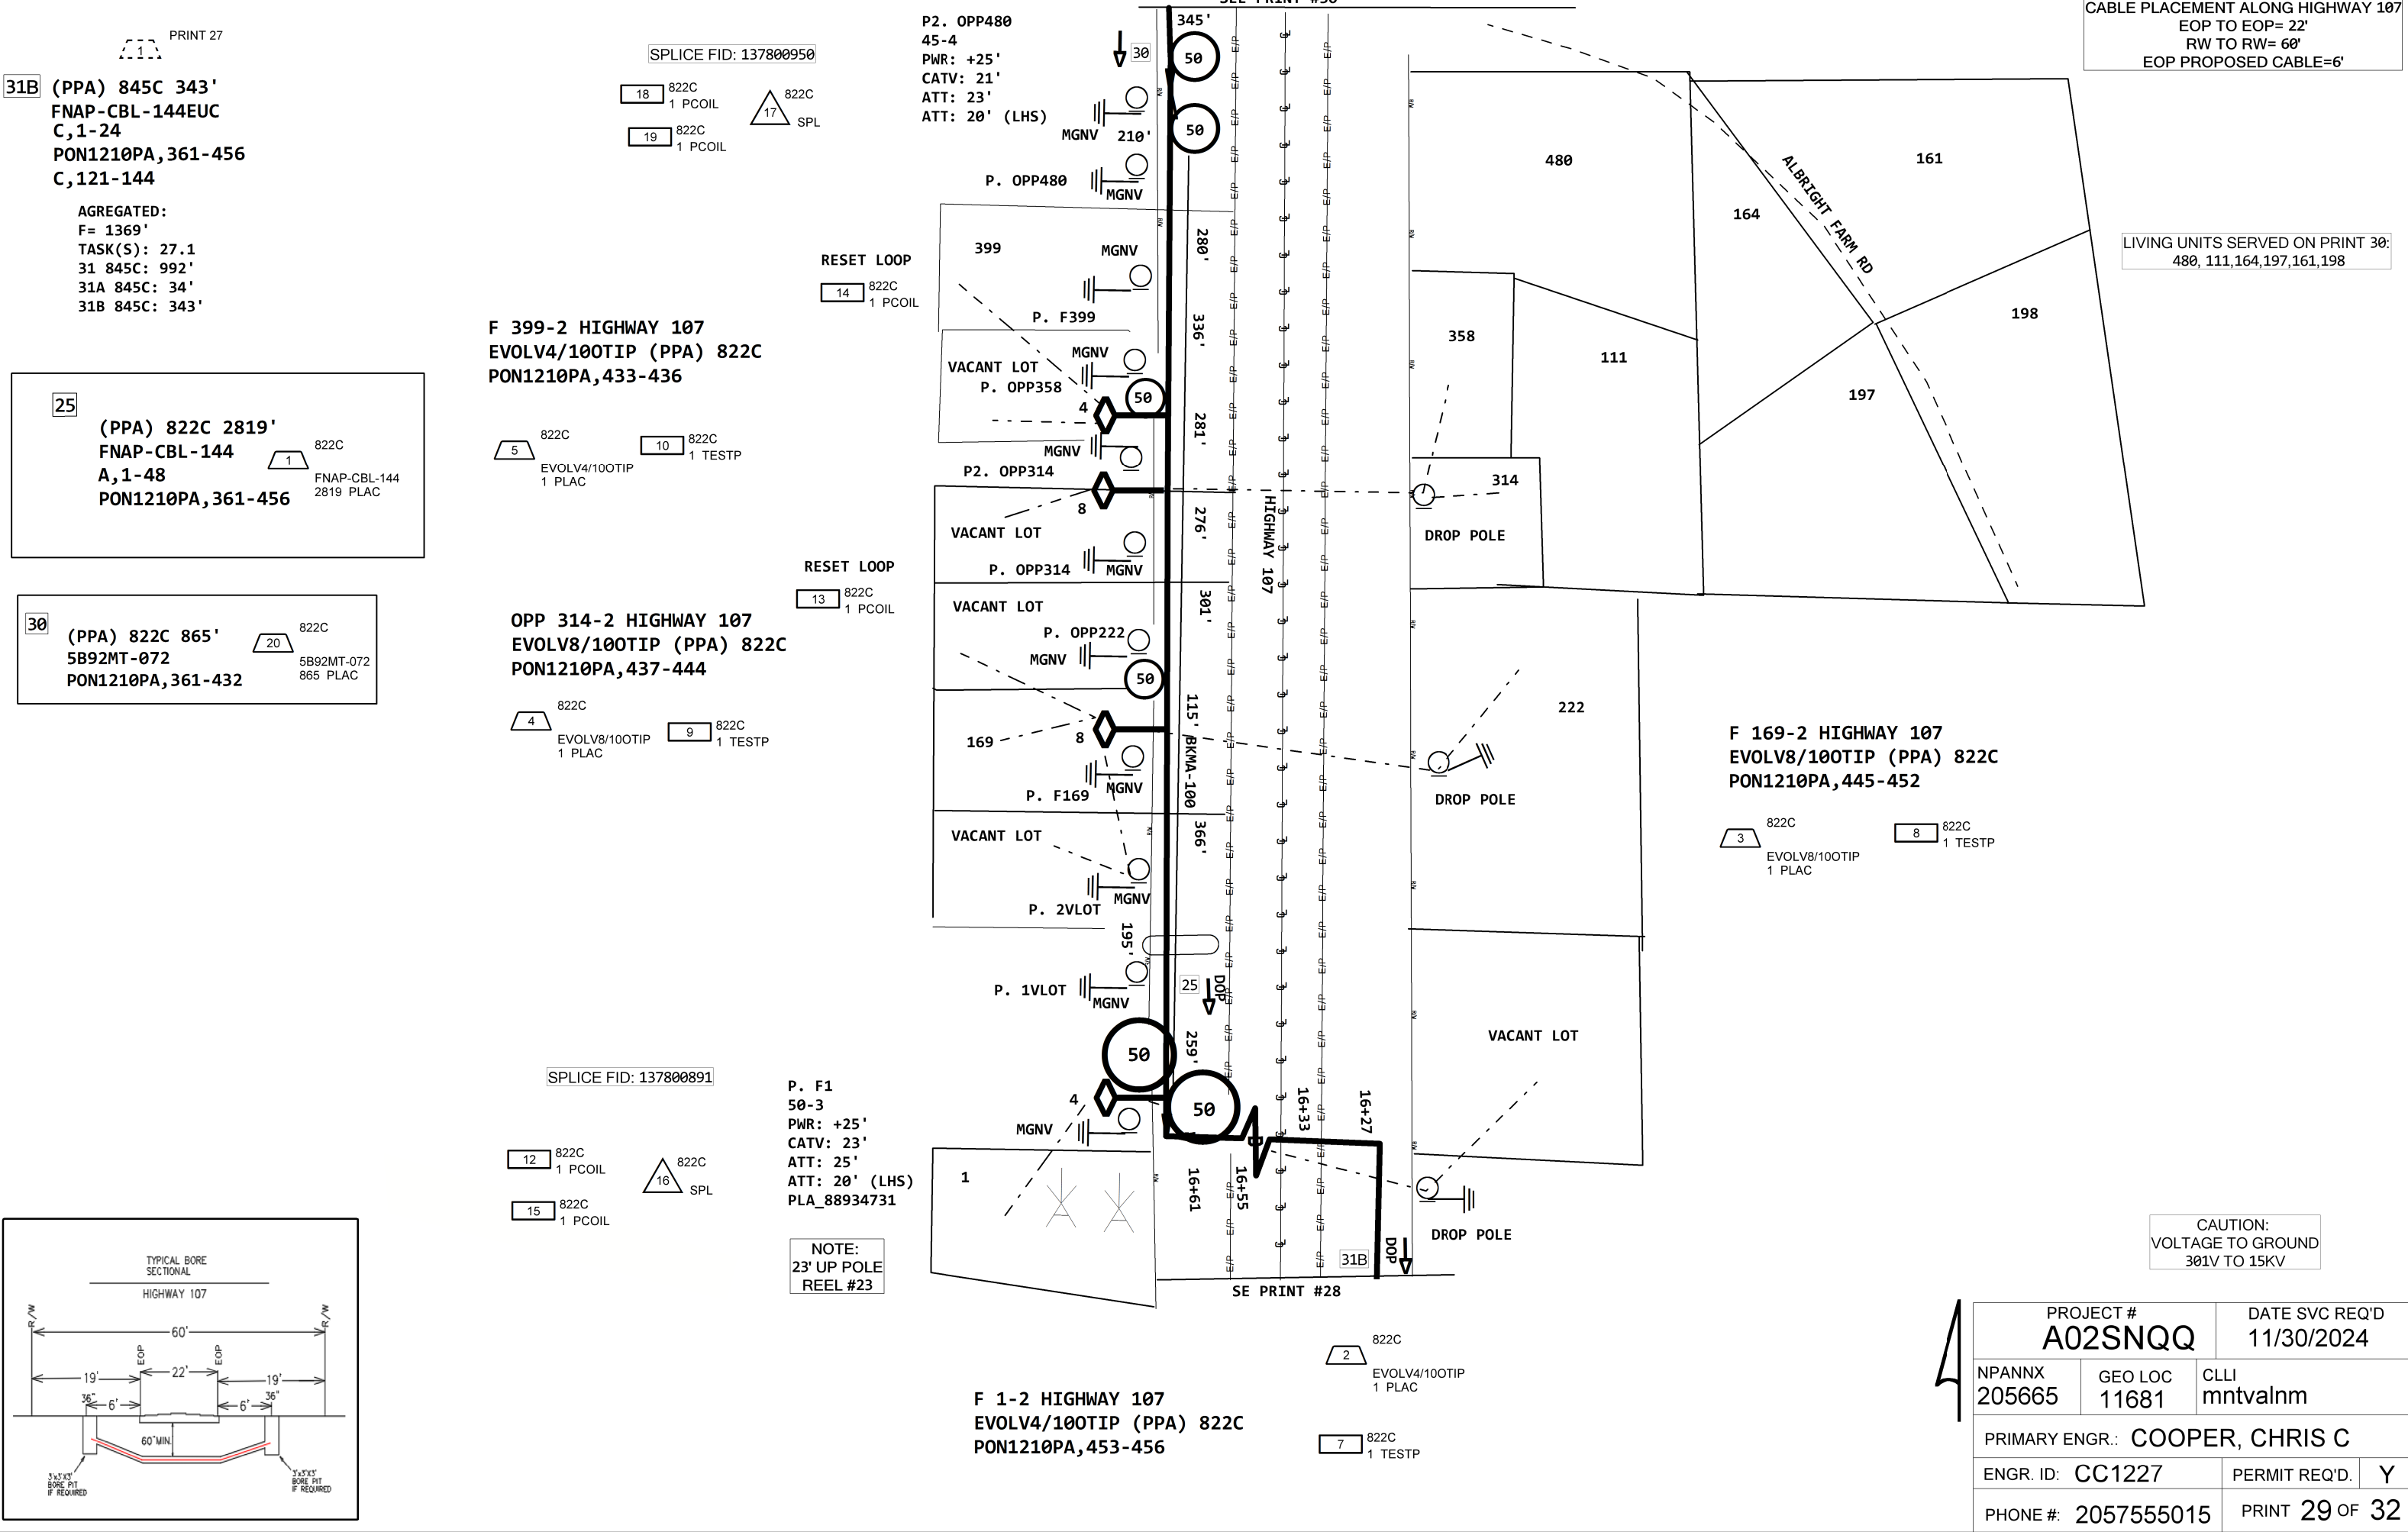 CABLE PLACEMENT ALONG HIGHWAY 107
EOP TO EOP= 22'
RW TO RW= 60'
EOP PROPOSED CABLE=6'
1
PRINT 27
31B
(PPA) 845C 343'
FNAP-CBL-144EUC
C,1-24
PON1210PA,361-456
C,121-144
AGREGATED:
F= 1369'
TASK(S): 27.1
31 845C: 992'
31A 845C: 34'
31B 845C: 343'
25
(PPA) 822C 2819'
FNAP-CBL-144
A,1-48
PON1210PA,361-456
1
822C
FNAP-CBL-144
2819 PLAC
30
(PPA) 822C 865'
5B92MT-072
PON1210PA,361-432
20
822C
5B92MT-072
865 PLAC
SPLICE FID: 137800950
18
822C
1 PCOIL
17
822C
SPL
19
822C
1 PCOIL
RESET LOOP
14
822C
1 PCOIL
F 399-2 HIGHWAY 107
EVOLV4/10OTIP (PPA) 822C
PON1210PA,433-436
5
822C
EVOLV4/10OTIP
1 PLAC
10
822C
1 TESTP
RESET LOOP
13
822C
1 PCOIL
OPP 314-2 HIGHWAY 107
EVOLV8/10OTIP (PPA) 822C
PON1210PA,437-444
4
822C
EVOLV8/10OTIP
1 PLAC
9
822C
1 TESTP
P2. OPP480
45-4
PWR: +25'
CATV: 21'
ATT: 23'
ATT: 20' (LHS)
30
345'
50
50
MGNV
210'
P. OPP480
MGNV
399
MGNV
280'
P. F399
336'
MGNV
VACANT LOT
P. OPP358
50
4
281'
MGNV
P2. OPP314
8
276'
VACANT LOT
P. OPP314
MGNV
VACANT LOT
301'
P. OPP222
MGNV
50
115' BKMA-100
169
8
MGNV
P. F169
366'
VACANT LOT
MGNV
P. 2VLOT
195'
25
DOP
P. 1VLOT
MGNV
259'
50
50
4
MGNV
HIGHWAY 107
16+33
16+27
16+61
16+55
1
31B
DOP
SE PRINT #28
480
164
161
ALBRIGHT FARM RD
198
358
111
197
314
DROP POLE
222
DROP POLE
VACANT LOT
DROP POLE
LIVING UNITS SERVED ON PRINT 30:
480, 111,164,197,161,198
F 169-2 HIGHWAY 107
EVOLV8/10OTIP (PPA) 822C
PON1210PA,445-452
3
822C
EVOLV8/10OTIP
1 PLAC
8
822C
1 TESTP
SPLICE FID: 137800891
12
822C
1 PCOIL
16
822C
SPL
15
822C
1 PCOIL
P. F1
50-3
PWR: +25'
CATV: 23'
ATT: 25'
ATT: 20' (LHS)
PLA_88934731
NOTE:
23' UP POLE
REEL #23
F 1-2 HIGHWAY 107
EVOLV4/10OTIP (PPA) 822C
PON1210PA,453-456
2
822C
EVOLV4/10OTIP
1 PLAC
7
822C
1 TESTP
TYPICAL BORE
SECTIONAL
HIGHWAY 107
R/W
R/W
60'
EOP
EOP
19'
22'
19'
36"
6'
6'
36"
60"MIN.
3'x3'X3'
BORE PIT
IF REQUIRED
3'x3'X3'
BORE PIT
IF REQUIRED
CAUTION:
VOLTAGE TO GROUND
301V TO 15KV
PROJECT #
A02SNQQ
DATE SVC REQ'D
11/30/2024
NPANNX
205665
GEO LOC
11681
CLLI
mntvalnm
PRIMARY ENGR.: COOPER, CHRIS C
ENGR. ID: CC1227
PERMIT REQ'D. Y
PHONE #: 2057555015
PRINT 29 OF 32